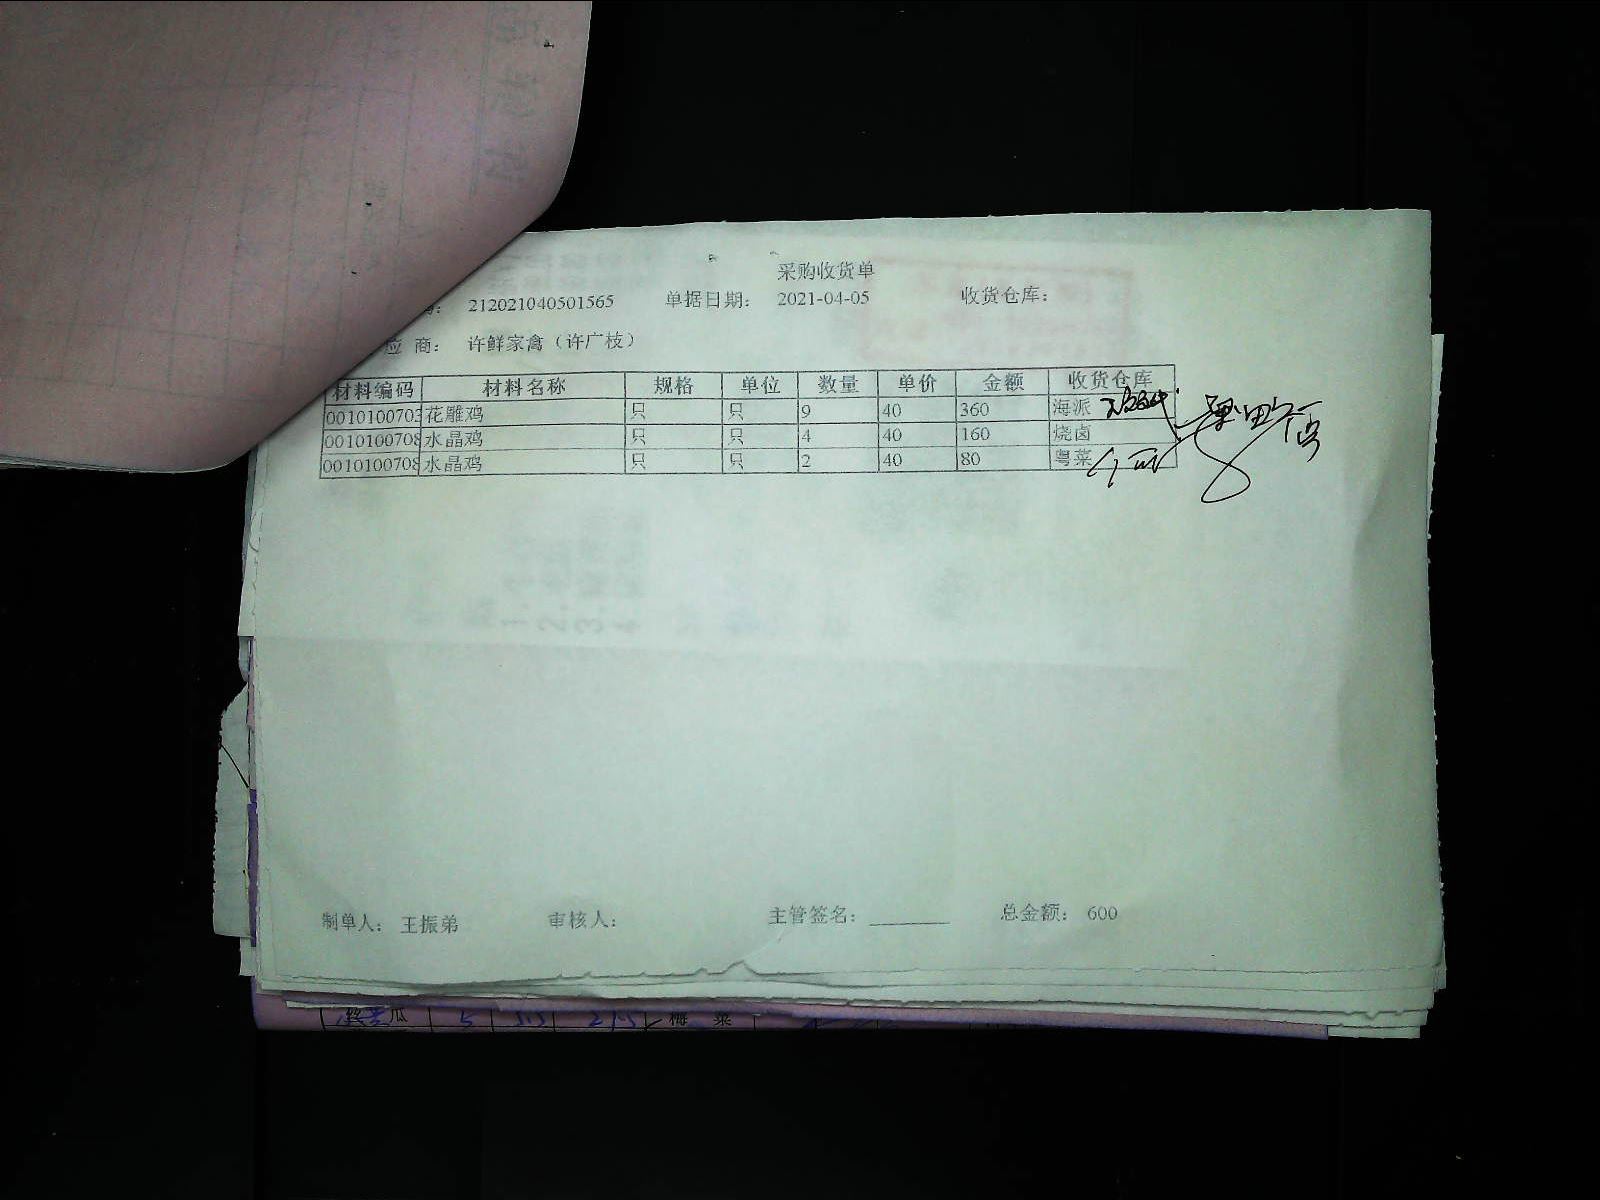 采购收货单
212021040501565 单据日期： 2021-04-05 收货仓库：
应 商： 许鲜家禽（许广枝）
材料编码 材料名称 规格 单位 数量 单价 金额 收货仓库
0010100703 花雕鸡 只 只 9 40 360 海派
0010100708 水晶鸡 只 只 4 40 160 烧卤
0010100708 水晶鸡 只 只 2 40 80 粤菜
制单人： 王振弟 审核人： 主管签名： 总金额： 600
瓜 5 梅 菜